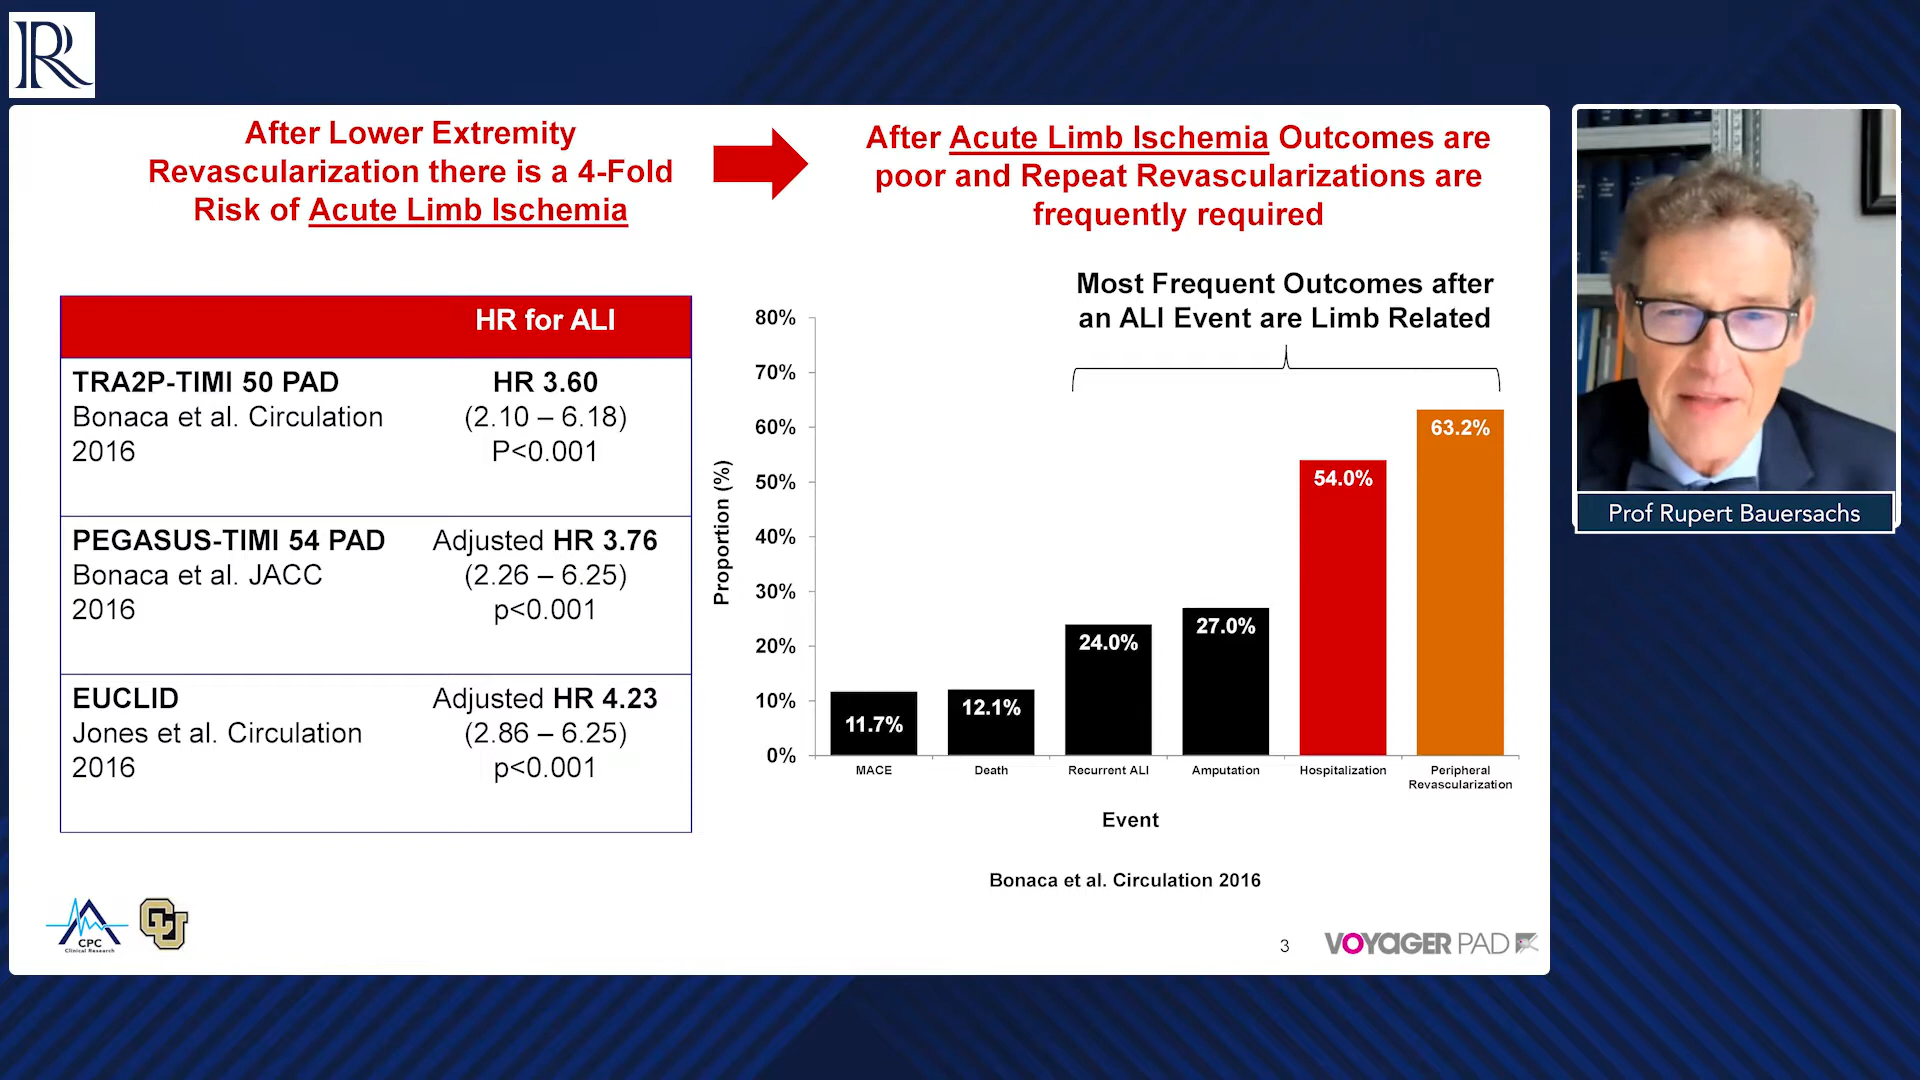 R
After Lower Extremity
Revascularization there is a 4-Fold
Risk of Acute Limb Ischemia
After Acute Limb Ischemia Outcomes are
poor and Repeat Revascularizations are
frequently required
HR for ALI
TRA2P-TIMI 50 PAD
Bonaca et al. Circulation
2016
HR 3.60
(2.10 – 6.18)
P<0.001
PEGASUS-TIMI 54 PAD
Bonaca et al. JACC
2016
Adjusted HR 3.76
(2.26 – 6.25)
p<0.001
EUCLID
Jones et al. Circulation
2016
Adjusted HR 4.23
(2.86 – 6.25)
p<0.001
Most Frequent Outcomes after
an ALI Event are Limb Related
Proportion (%)
80%
70%
60%
50%
40%
30%
20%
10%
0%
11.7%
12.1%
24.0%
27.0%
54.0%
63.2%
MACE
Death
Recurrent ALI
Amputation
Hospitalization
Peripheral
Revascularization
Event
Bonaca et al. Circulation 2016
CPC
Clinical Research
CU
3
VOYAGER PAD
Prof Rupert Bauersachs